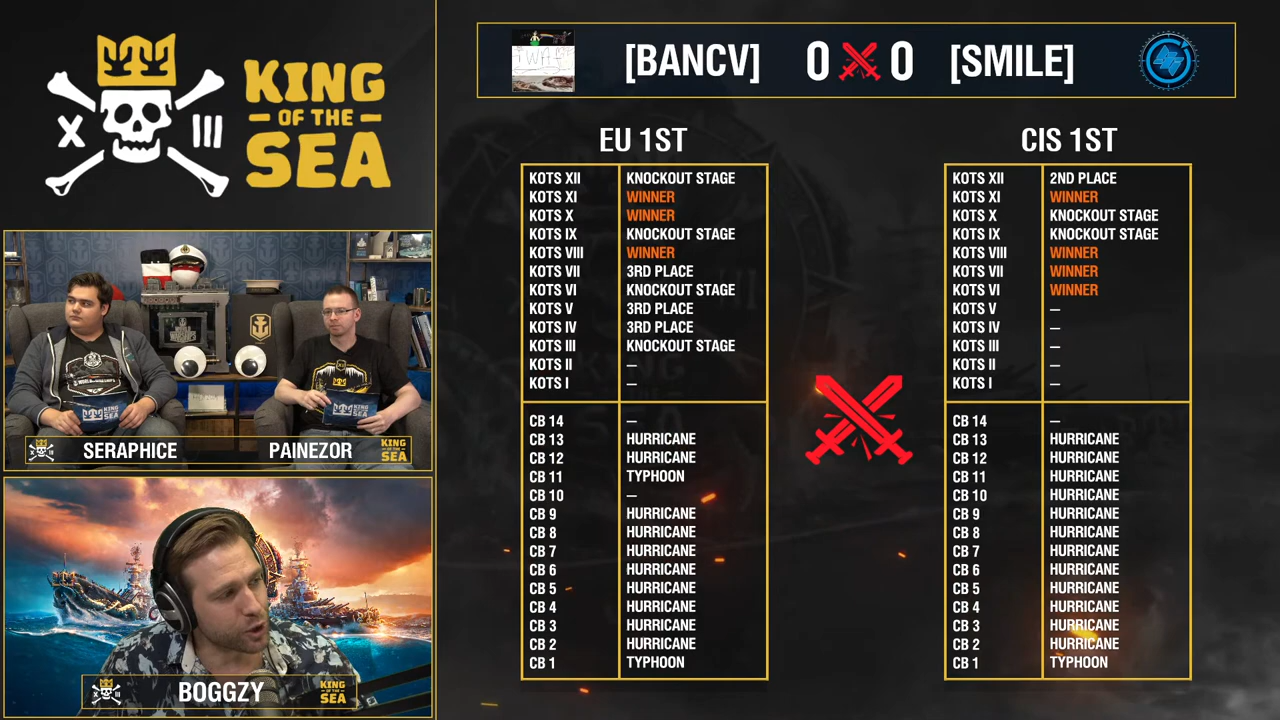 KING
OF THE
SEA
X III
[BANCV] 0 0 [SMILE]
EU 1ST
KOTS XII KNOCKOUT STAGE
KOTS XI WINNER
KOTS X WINNER
KOTS IX KNOCKOUT STAGE
KOTS VIII WINNER
KOTS VII 3RD PLACE
KOTS VI KNOCKOUT STAGE
KOTS V 3RD PLACE
KOTS IV 3RD PLACE
KOTS III KNOCKOUT STAGE
KOTS II –
KOTS I –
CB 14 –
CB 13 HURRICANE
CB 12 HURRICANE
CB 11 TYPHOON
CB 10 –
CB 9 HURRICANE
CB 8 HURRICANE
CB 7 HURRICANE
CB 6 HURRICANE
CB 5 HURRICANE
CB 4 HURRICANE
CB 3 HURRICANE
CB 2 HURRICANE
CB 1 TYPHOON
CIS 1ST
KOTS XII 2ND PLACE
KOTS XI WINNER
KOTS X KNOCKOUT STAGE
KOTS IX KNOCKOUT STAGE
KOTS VIII WINNER
KOTS VII WINNER
KOTS VI WINNER
KOTS V –
KOTS IV –
KOTS III –
KOTS II –
KOTS I –
CB 14 –
CB 13 HURRICANE
CB 12 HURRICANE
CB 11 HURRICANE
CB 10 HURRICANE
CB 9 HURRICANE
CB 8 HURRICANE
CB 7 HURRICANE
CB 6 HURRICANE
CB 5 HURRICANE
CB 4 HURRICANE
CB 3 HURRICANE
CB 2 HURRICANE
CB 1 TYPHOON
SERAPHICE PAINEZOR
KING
OF THE
SEA
BOGGZY
KING
OF THE
SEA